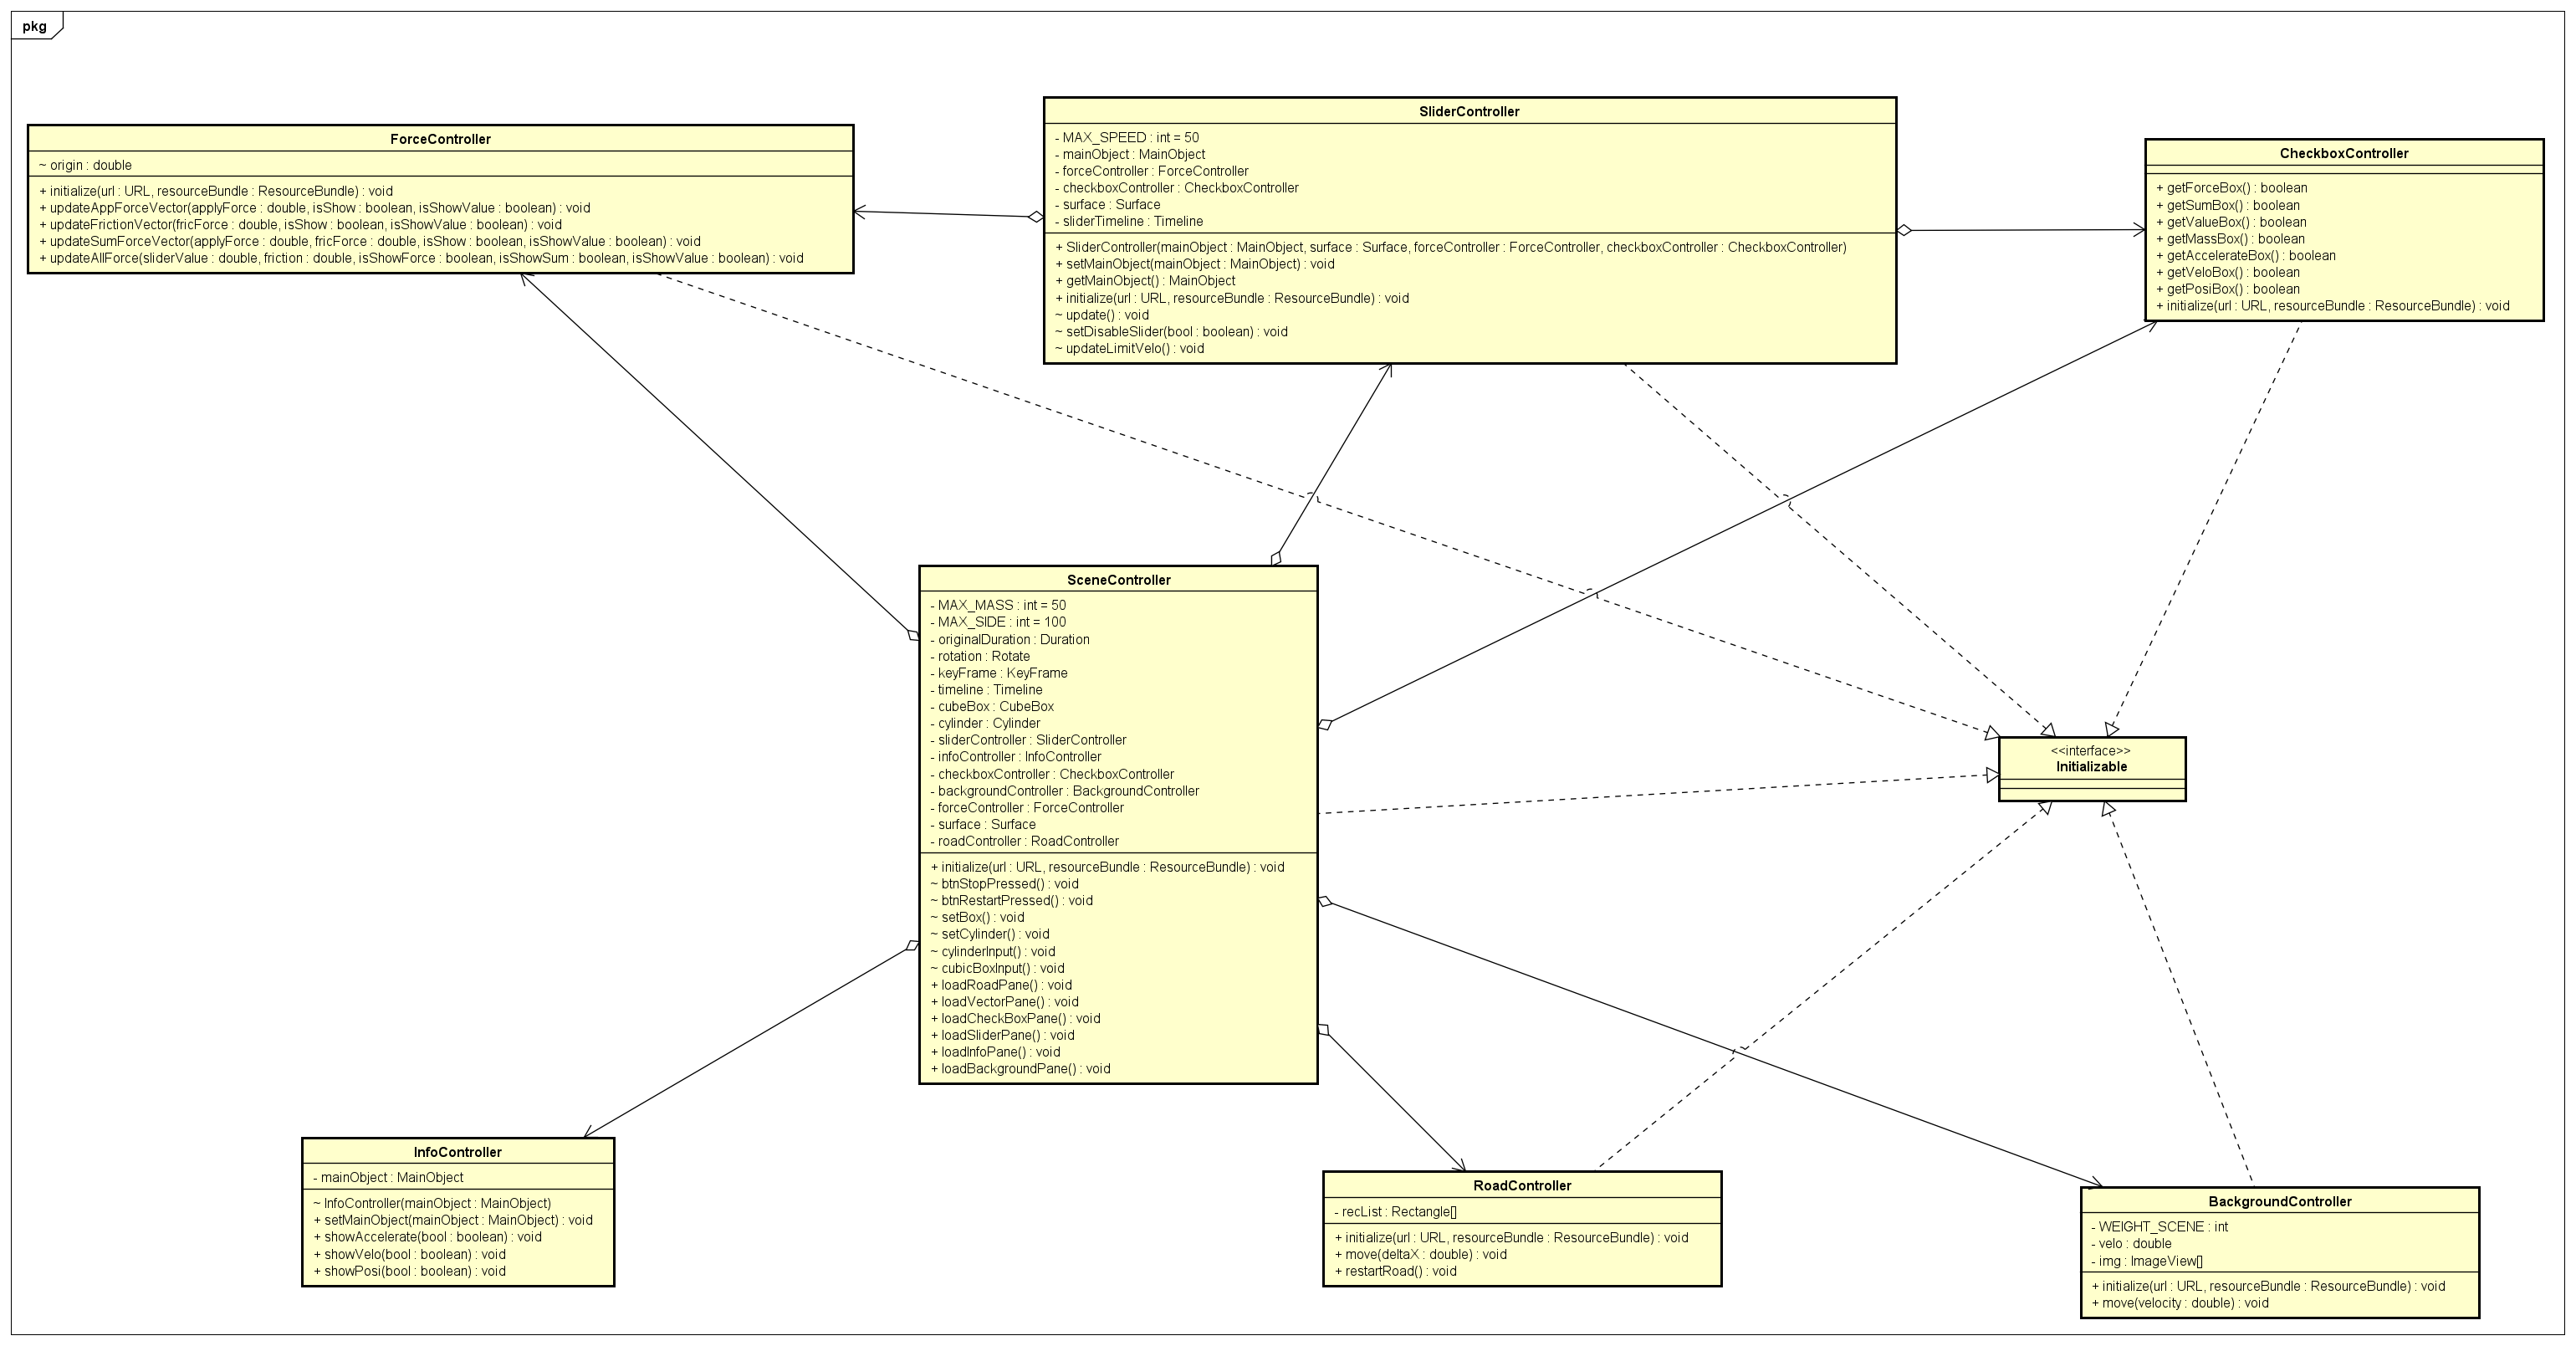 pkg
ForceController
~ origin : double
+ initialize(url : URL, resourceBundle : ResourceBundle) : void
+ updateAppForceVector(applyForce : double, isShow : boolean, isShowValue : boolean) : void
+ updateFrictionVector(fricForce : double, isShow : boolean, isShowValue : boolean) : void
+ updateSumForceVector(applyForce : double, fricForce : double, isShow : boolean, isShowValue : boolean) : void
+ updateAllForce(sliderValue : double, friction : double, isShowForce : boolean, isShowSum : boolean, isShowValue : boolean) : void
SliderController
- MAX_SPEED : int = 50
- mainObject : MainObject
- forceController : ForceController
- checkboxController : CheckboxController
- surface : Surface
- sliderTimeline : Timeline
+ SliderController(mainObject : MainObject, surface : Surface, forceController : ForceController, checkboxController : CheckboxController)
+ setMainObject(mainObject : MainObject) : void
+ getMainObject() : MainObject
+ initialize(url : URL, resourceBundle : ResourceBundle) : void
~ update() : void
~ setDisableSlider(bool : boolean) : void
~ updateLimitVelo() : void
CheckboxController
+ getForceBox() : boolean
+ getSumBox() : boolean
+ getValueBox() : boolean
+ getMassBox() : boolean
+ getAccelerateBox() : boolean
+ getVeloBox() : boolean
+ getPosiBox() : boolean
+ initialize(url : URL, resourceBundle : ResourceBundle) : void
SceneController
- MAX_MASS : int = 50
- MAX_SIDE : int = 100
- originalDuration : Duration
- rotation : Rotate
- keyFrame : KeyFrame
- timeline : Timeline
- cubeBox : CubeBox
- cylinder : Cylinder
- sliderController : SliderController
- infoController : InfoController
- checkboxController : CheckboxController
- backgroundController : BackgroundController
- forceController : ForceController
- surface : Surface
- roadController : RoadController
+ initialize(url : URL, resourceBundle : ResourceBundle) : void
~ btnStopPressed() : void
~ btnRestartPressed() : void
~ setBox() : void
~ setCylinder() : void
~ cylinderInput() : void
~ cubicBoxInput() : void
+ loadRoadPane() : void
+ loadVectorPane() : void
+ loadCheckBoxPane() : void
+ loadSliderPane() : void
+ loadInfoPane() : void
+ loadBackgroundPane() : void
<<interface>>
Initializable
InfoController
- mainObject : MainObject
~ InfoController(mainObject : MainObject)
+ setMainObject(mainObject : MainObject) : void
+ showAccelerate(bool : boolean) : void
+ showVelo(bool : boolean) : void
+ showPosi(bool : boolean) : void
RoadController
- recList : Rectangle[]
+ initialize(url : URL, resourceBundle : ResourceBundle) : void
+ move(deltaX : double) : void
+ restartRoad() : void
BackgroundController
- WEIGHT_SCENE : int
- velo : double
- img : ImageView[]
+ initialize(url : URL, resourceBundle : ResourceBundle) : void
+ move(velocity : double) : void